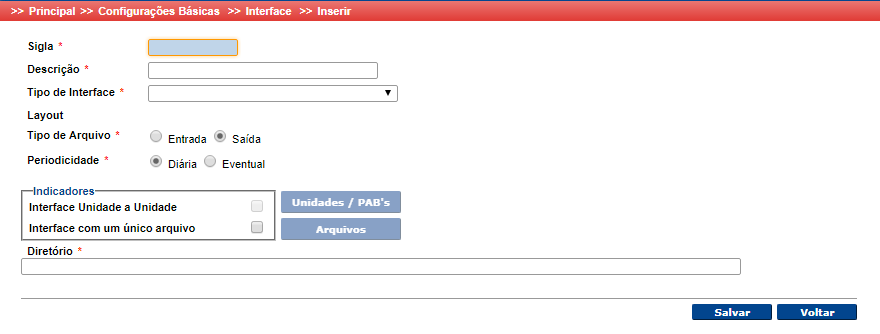 >> Principal >> Configurações Básicas >> Interface >> Inserir
Sigla *
Descrição *
Tipo de Interface *
Layout
Tipo de Arquivo * Entrada Saída
Periodicidade * Diária Eventual
Indicadores
Interface Unidade a Unidade
Unidades / PAB's
Interface com um único arquivo
Arquivos
Diretório *
Salvar Voltar